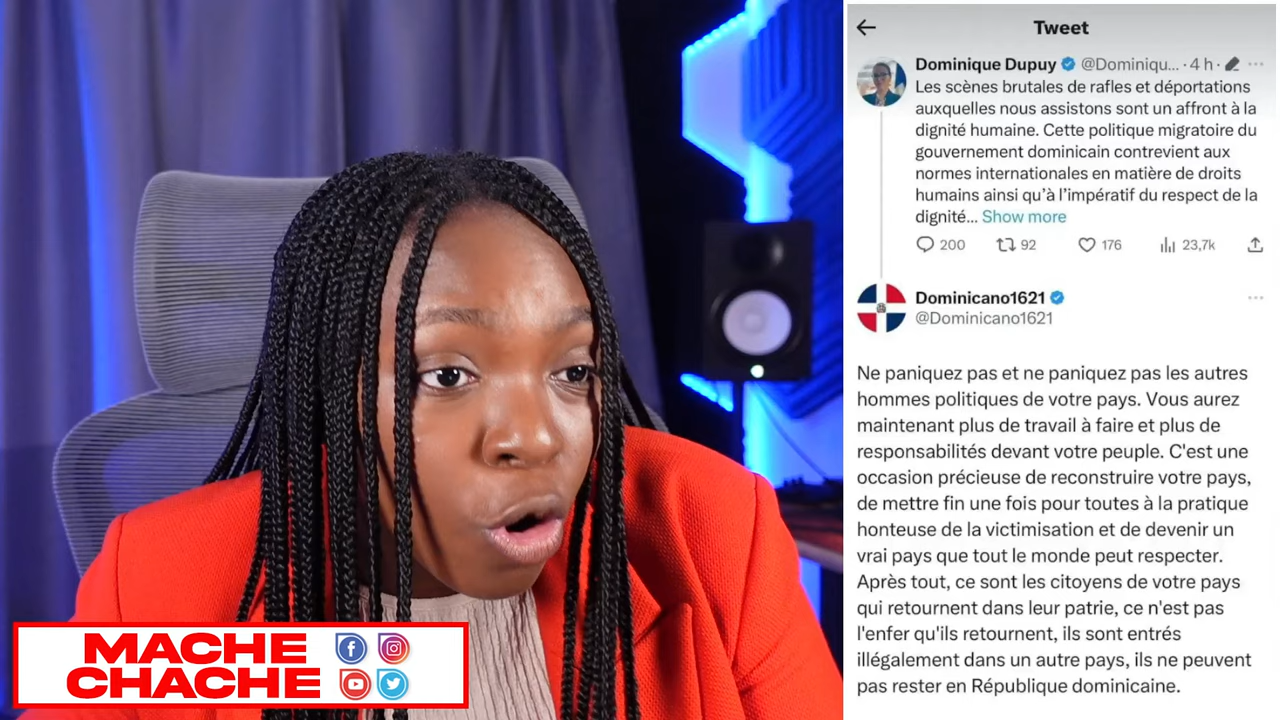 MACHE
CHACHE
Tweet
Dominique Dupuy @Dominiqu... · 4 h ·
Les scènes brutales de rafles et déportations
auxquelles nous assistons sont un affront à la
dignité humaine. Cette politique migratoire du
gouvernement dominicain contrevient aux
normes internationales en matière de droits
humains ainsi qu'à l'impératif du respect de la
dignité... Show more
200 92 176 23,7k
Dominicano1621
@Dominicano1621
Ne paniquez pas et ne paniquez pas les autres
hommes politiques de votre pays. Vous aurez
maintenant plus de travail à faire et plus de
responsabilités devant votre peuple. C'est une
occasion précieuse de reconstruire votre pays,
de mettre fin une fois pour toutes à la pratique
honteuse de la victimisation et de devenir un
vrai pays que tout le monde peut respecter.
Après tout, ce sont les citoyens de votre pays
qui retournent dans leur patrie, ce n'est pas
l'enfer qu'ils retournent, ils sont entrés
illégalement dans un autre pays, ils ne peuvent
pas rester en République dominicaine.